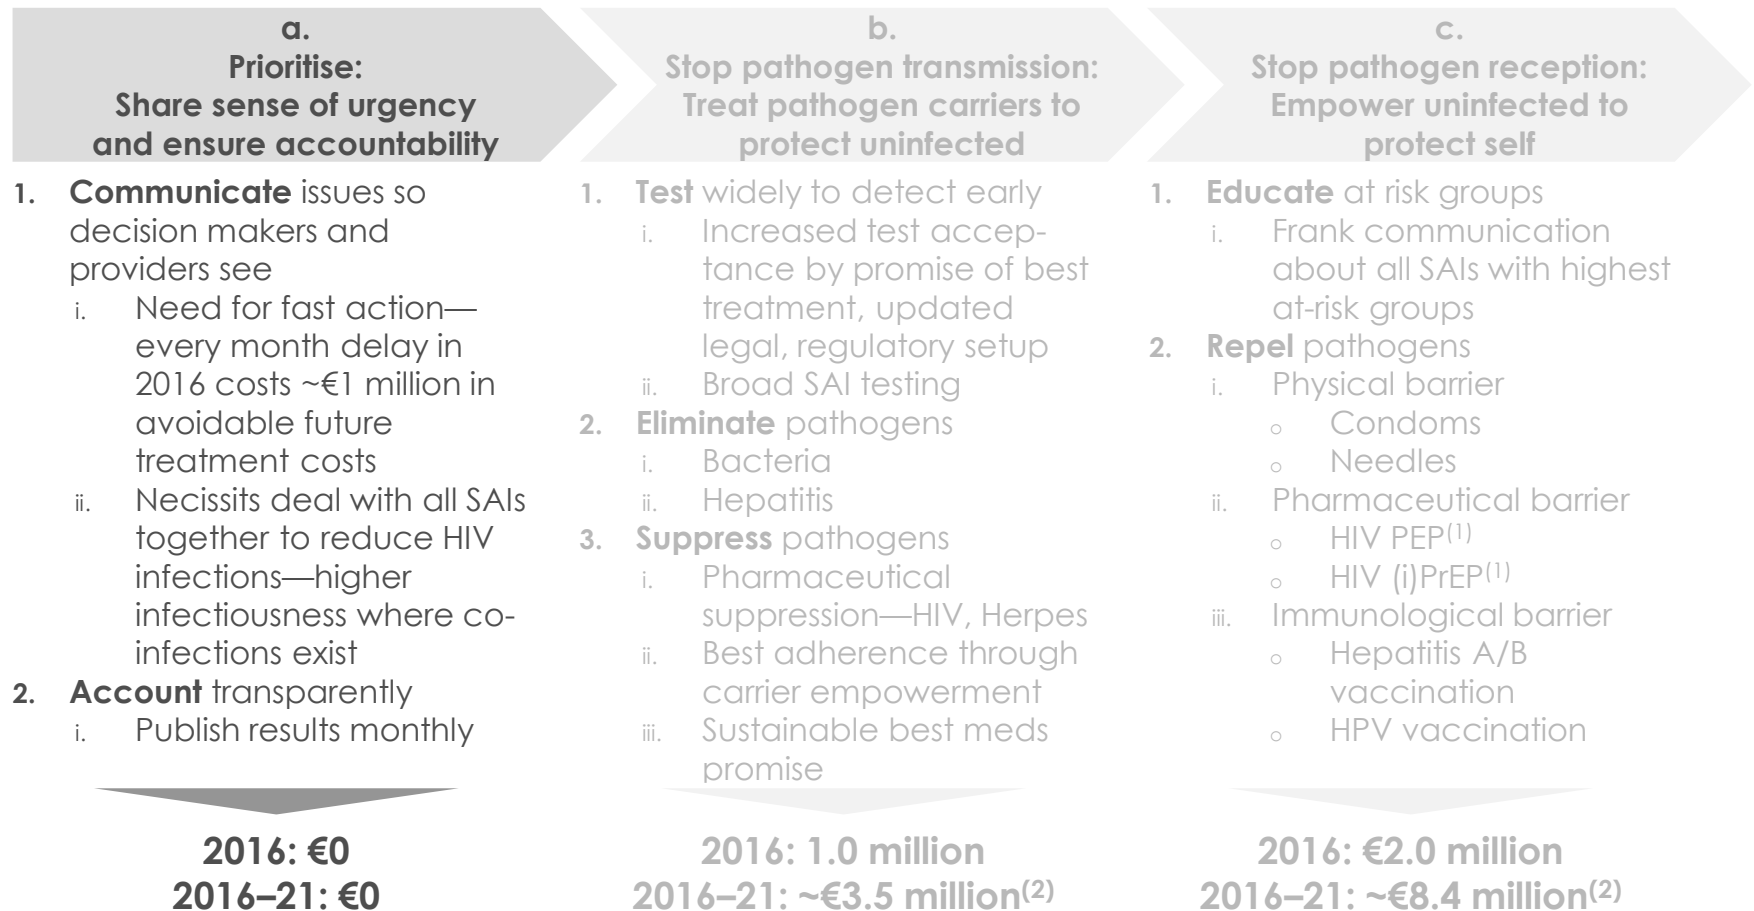 a.
Prioritise:
Share sense of urgency
and ensure accountability
1. Communicate issues so
decision makers and
providers see
i. Need for fast action—
every month delay in
2016 costs ~€1 million in
avoidable future
treatment costs
ii. Necissits deal with all SAIs
together to reduce HIV
infections—higher
infectiousness where co-
infections exist
2. Account transparently
i. Publish results monthly
2016: €0
2016–21: €0
b.
Stop pathogen transmission:
Treat pathogen carriers to
protect uninfected
1. Test widely to detect early
i. Increased test accep-
tance by promise of best
treatment, updated
legal, regulatory setup
ii. Broad SAI testing
2. Eliminate pathogens
i. Bacteria
ii. Hepatitis
3. Suppress pathogens
i. Pharmaceutical
suppression—HIV, Herpes
ii. Best adherence through
carrier empowerment
iii. Sustainable best meds
promise
2016: 1.0 million
2016–21: ~€3.5 million(2)
c.
Stop pathogen reception:
Empower uninfected to
protect self
1. Educate at risk groups
i. Frank communication
about all SAIs with highest
at-risk groups
2. Repel pathogens
i. Physical barrier
o Condoms
o Needles
ii. Pharmaceutical barrier
o HIV PEP(1)
o HIV (i)PrEP(1)
iii. Immunological barrier
o Hepatitis A/B
vaccination
o HPV vaccination
2016: €2.0 million
2016–21: ~€8.4 million(2)